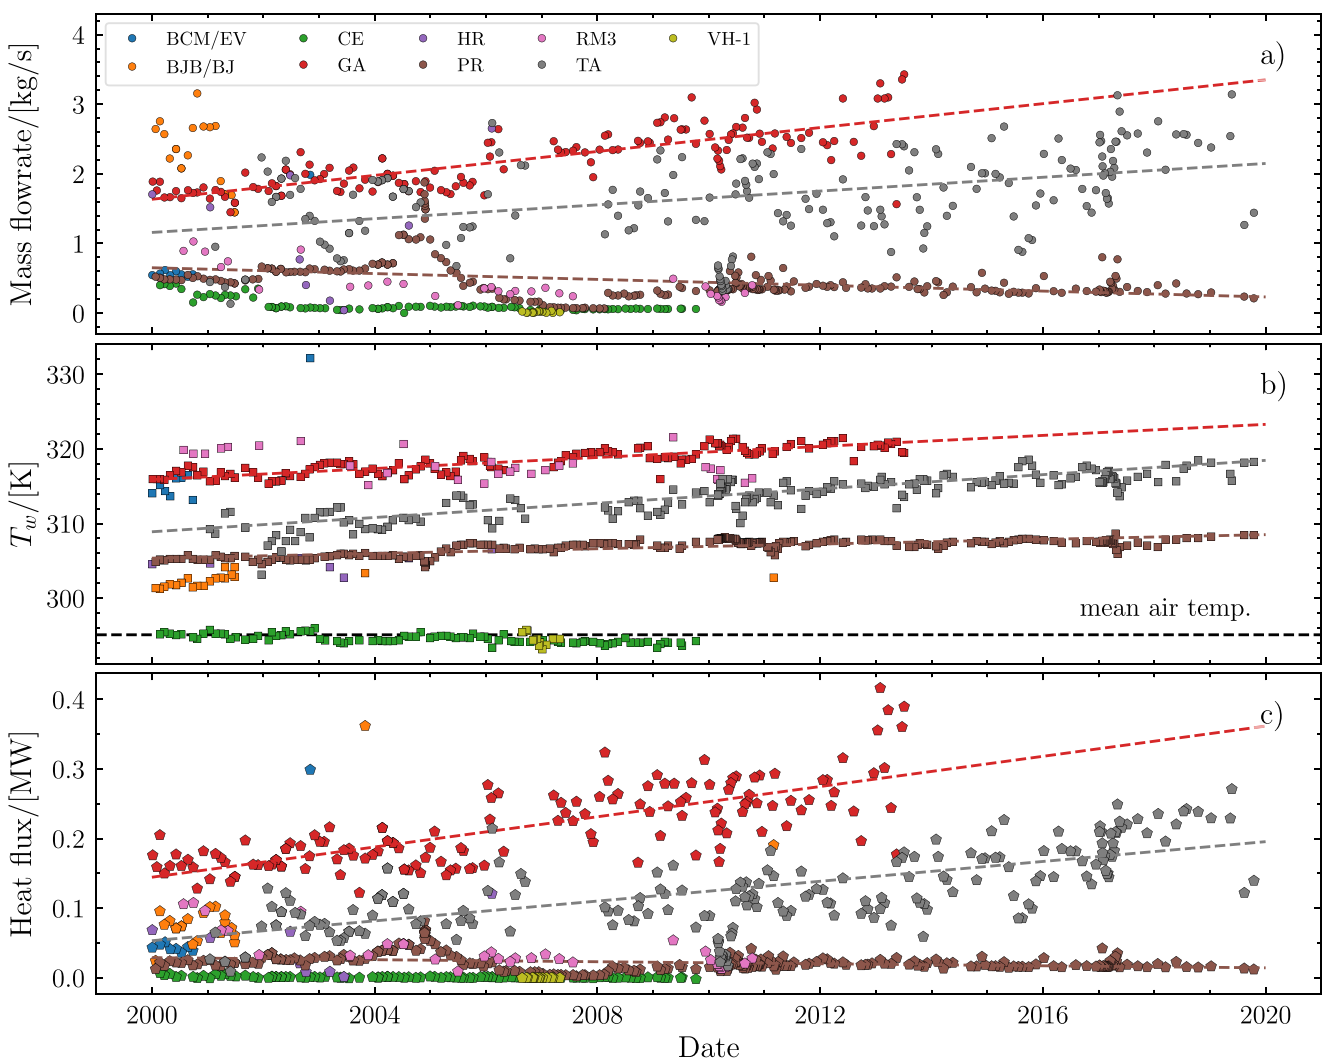 4
3
2
1
0
Mass flowrate/[kg/s]
BCM/EV
BJB/BJ
CE
GA
HR
PR
RM3
TA
VH-1
a)
330
320
310
300
T_w/[K]
b)
mean air temp.
0.4
0.3
0.2
0.1
0.0
Heat flux/[MW]
c)
2000 2004 2008 2012 2016 2020
Date